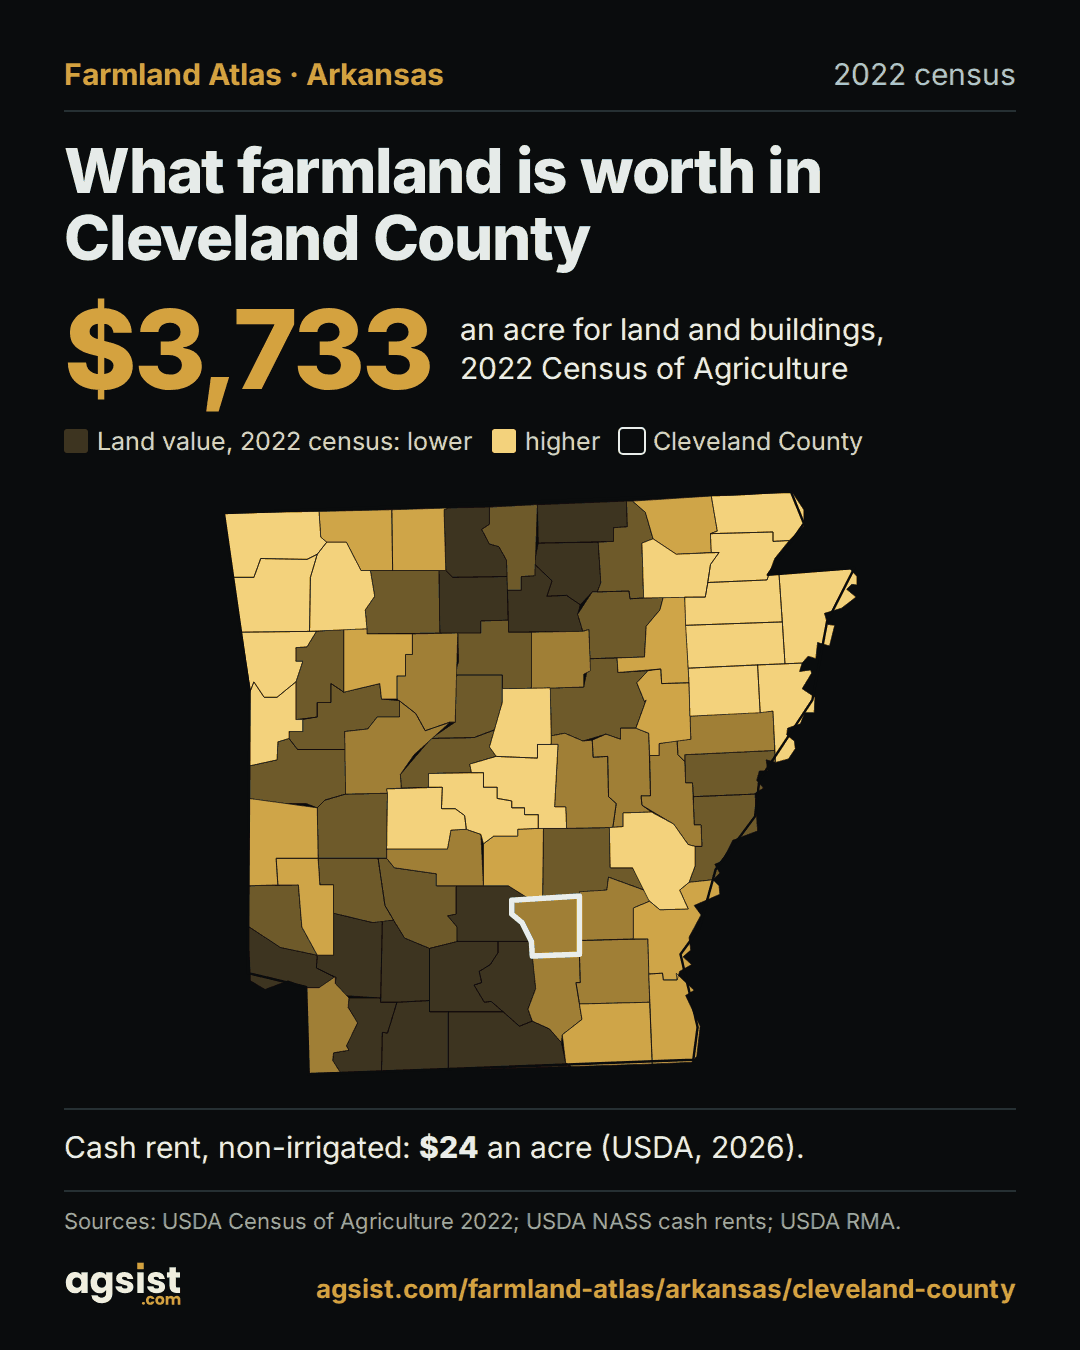 Farmland Atlas · Arkansas
2022 census
What farmland is worth in
Cleveland County
$3,733
an acre for land and buildings,
2022 Census of Agriculture
Land value, 2022 census: lower
higher
Cleveland County
Cash rent, non-irrigated: $24 an acre (USDA, 2026).
Sources: USDA Census of Agriculture 2022; USDA NASS cash rents; USDA RMA.
agsist
.com
agsist.com/farmland-atlas/arkansas/cleveland-county